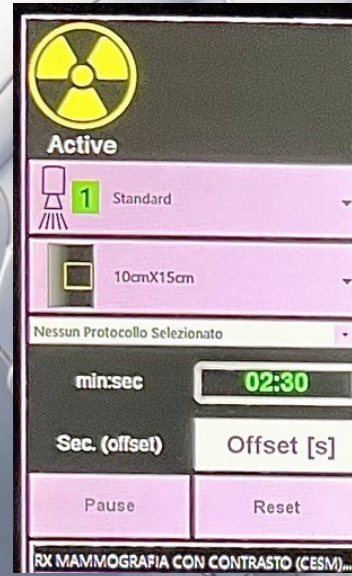 Active
1 Standard
10cmX15cm
Nessun Protocollo Selezionato
min:sec 02:30
Sec. (offset) Offset [s]
Pause Reset
RX MAMMOGRAFIA CON CONTRASTO (CESM)...